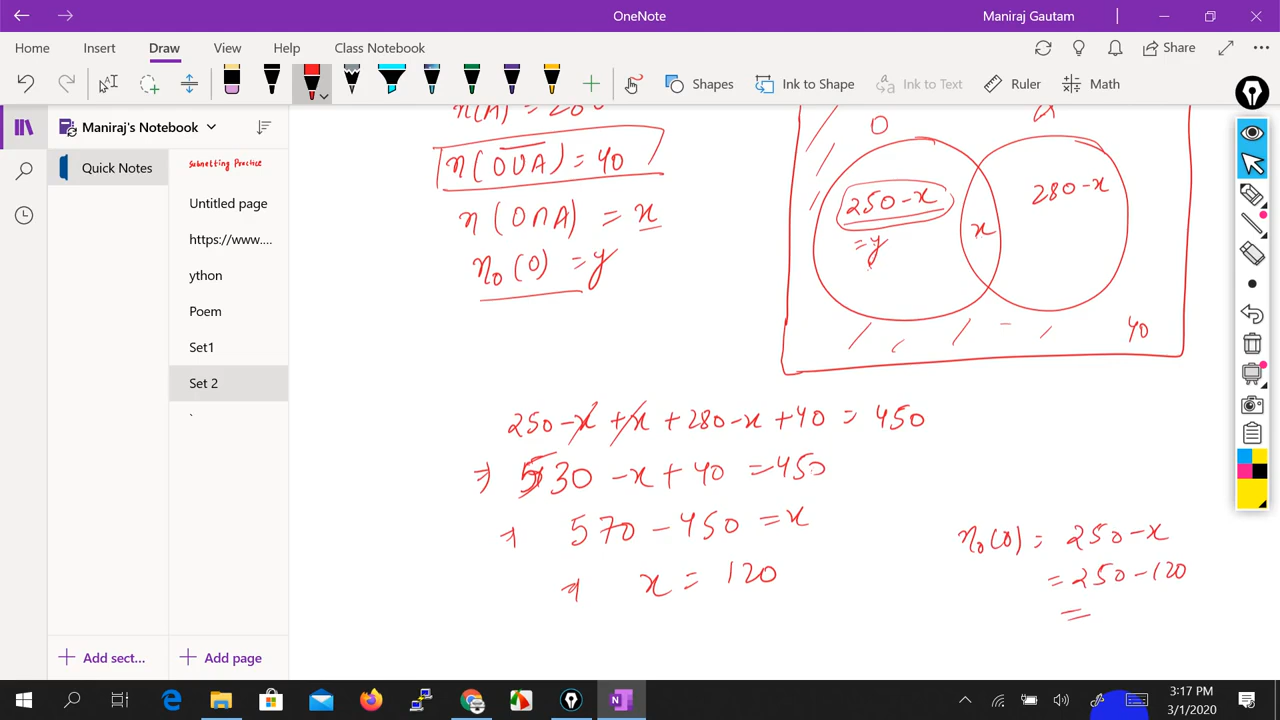 OneNote
Maniraj Gautam
Home Insert Draw View Help Class Notebook
Share
Shapes Ink to Shape Ink to Text Ruler Math
Maniraj's Notebook
Quick Notes
Subnetting Practice
Untitled page
https://www....
ython
Poem
Set1
Set 2
`
Add sect...
Add page
n(A) = 280
n(O∪A)‾ = 40
n(O∩A) = x
n₀(O) = y
O A
250-x
= y
x
280-x
40
250 - x + x + 280 - x + 40 = 450
⇒ 530 - x + 40 = 450
⇒ 570 - 450 = x
⇒ x = 120
n₀(O) = 250 - x
= 250 - 120
=
3:17 PM
3/1/2020